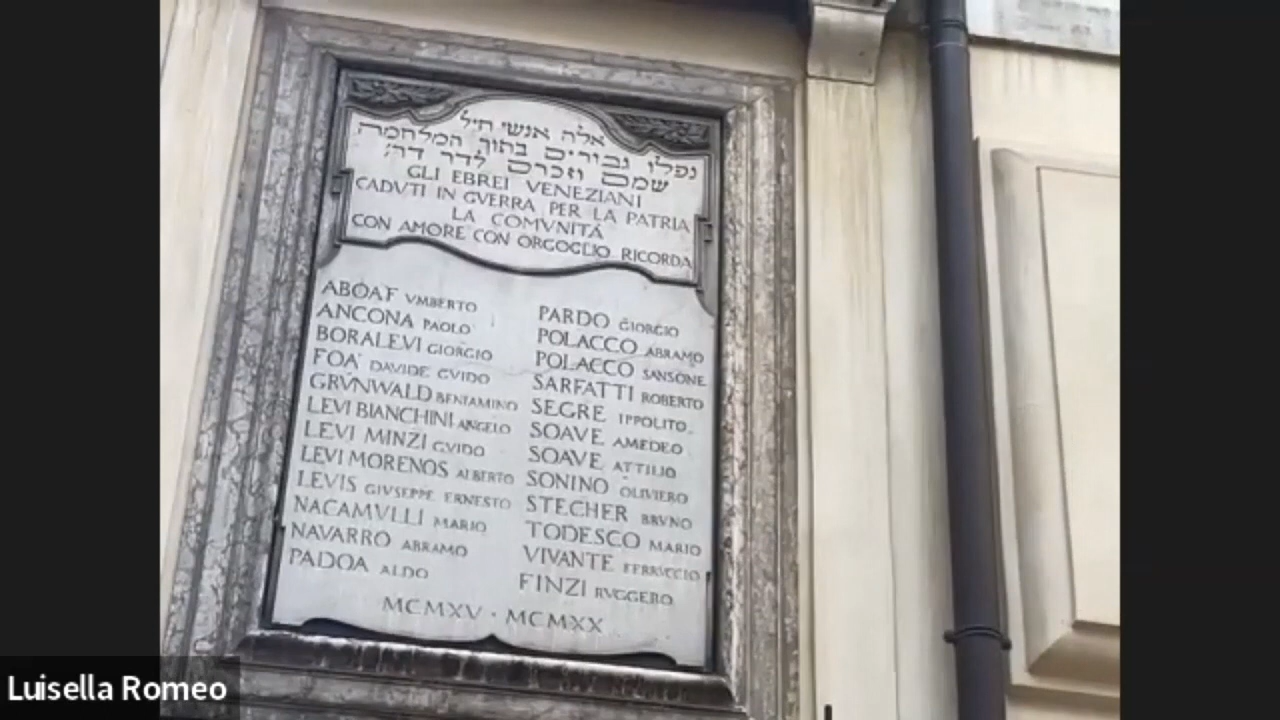 אלה אנשי חיל
נפלו גבורים בתוך המלחמה
שמם וזכרם לדר דר׃
GLI EBREI VENEZIANI
CADVTI IN GVERRA PER LA PATRIA
LA COMVNITÀ
CON AMORE CON ORGOGLIO RICORDA
ABOAF VMBERTO
ANCONA PAOLO
BORALEVI GIORGIO
FOA' DAVIDE GVIDO
GRÜNWALD BENIAMINO
LEVI BIANCHINI ANGELO
LEVI MINZI GVIDO
LEVI MORENOS ALBERTO
LEVIS GIVSEPPE ERNESTO
NACAMVLLI MARIO
NAVARRO ABRAMO
PADOA ALDO
PARDO GIORGIO
POLACCO ABRAMO
POLACCO SANSONE
SARFATTI ROBERTO
SEGRE IPPOLITO
SOAVE AMEDEO
SOAVE ATTILIO
SONINO OLIVIERO
STECHER BRVNO
TODESCO MARIO
VIVANTE FERRVCCIO
FINZI RVGGERO
MCMXV · MCMXX
Luisella Romeo